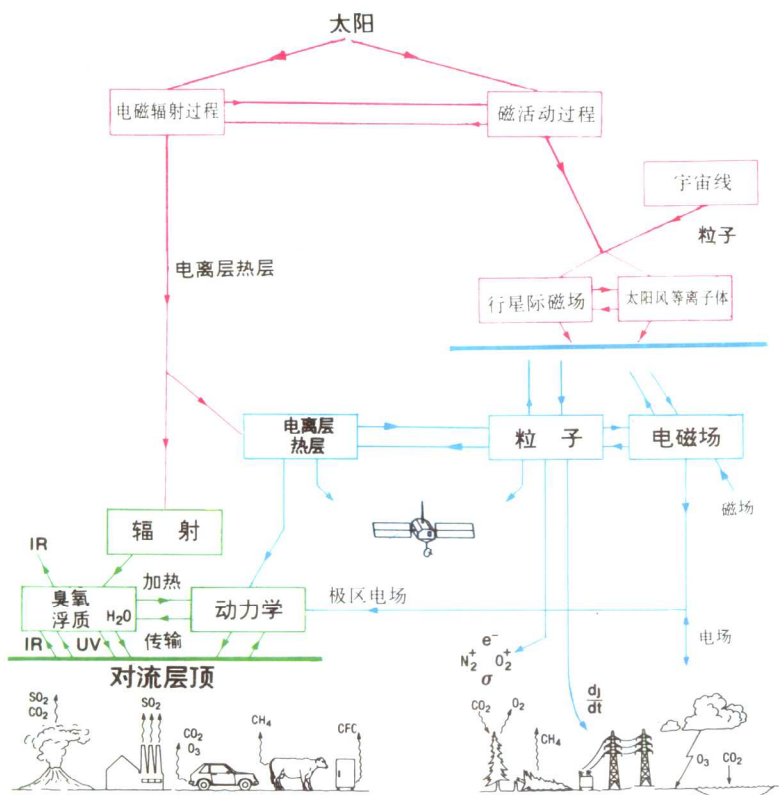 太阳
电磁辐射过程
磁活动过程
宇宙线
粒子
电离层热层
行星际磁场
太阳风等离子体
电离层
热层
粒 子
电磁场
磁场
辐 射
IR
加热
臭氧
浮质
H₂O
动力学
极区电场
IR
UV
传输
电场
对流层顶
e⁻
N₂⁺ O₂⁺
σ
SO₂
CO₂
SO₂
CO₂
O₃
CH₄
CFC
CO₂
O₂
CH₄
dj
dt
O₃
CO₂